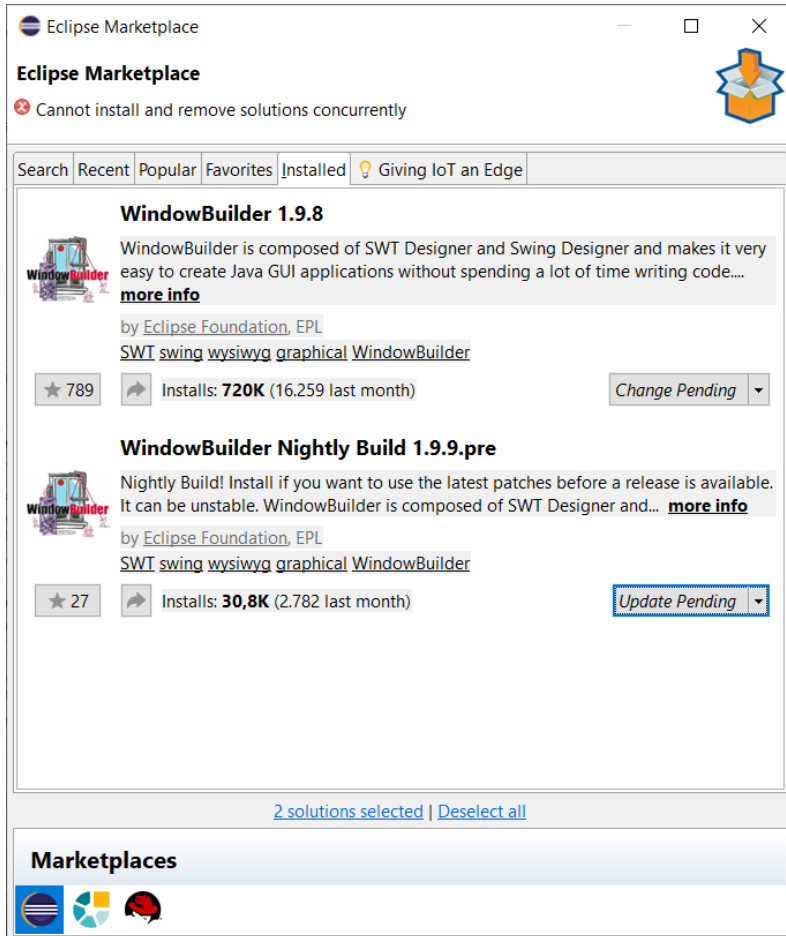 Eclipse Marketplace
Eclipse Marketplace
Cannot install and remove solutions concurrently
Search Recent Popular Favorites Installed Giving IoT an Edge
WindowBuilder 1.9.8
WindowBuilder is composed of SWT Designer and Swing Designer and makes it very
easy to create Java GUI applications without spending a lot of time writing code....
more info
WindowBuilder
by Eclipse Foundation, EPL
SWT swing wysiwyg graphical WindowBuilder
789 Installs: 720K (16.259 last month) Change Pending
WindowBuilder Nightly Build 1.9.9.pre
Nightly Build! Install if you want to use the latest patches before a release is available.
It can be unstable. WindowBuilder is composed of SWT Designer and... more info
WindowBuilder
by Eclipse Foundation, EPL
SWT swing wysiwyg graphical WindowBuilder
27 Installs: 30,8K (2.782 last month) Update Pending
2 solutions selected | Deselect all
Marketplaces